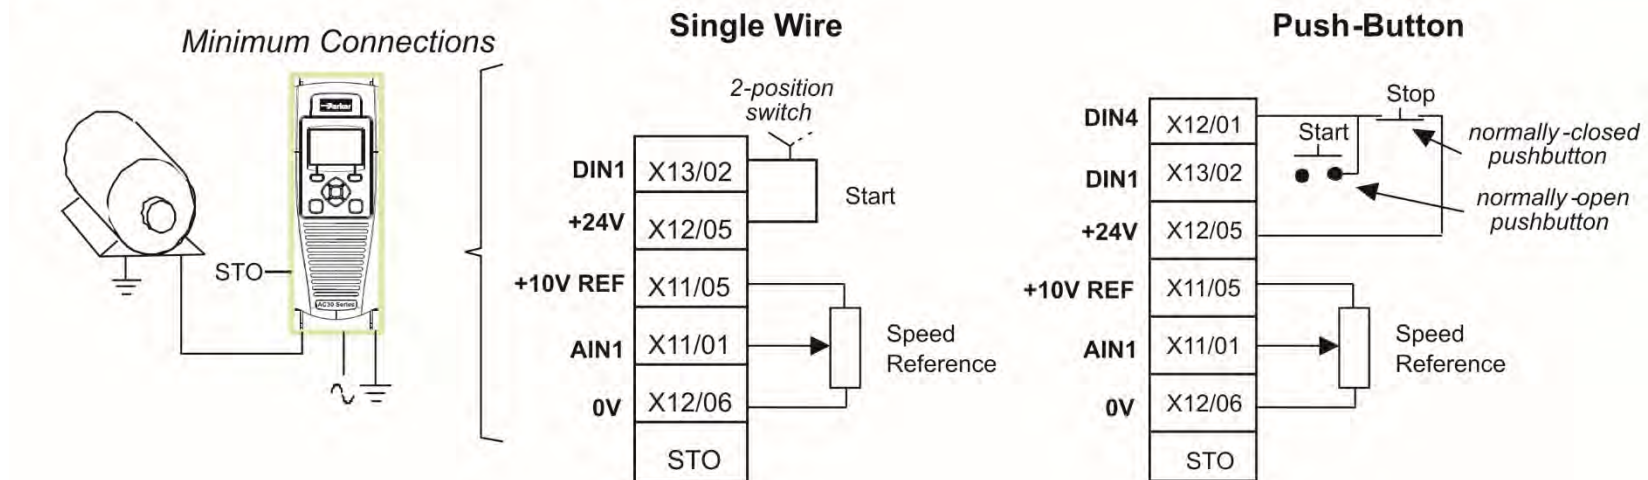 Minimum Connections
Parker
STO
AC30 Series
Single Wire
2-position
switch
DIN1 X13/02
Start
+24V X12/05
+10V REF X11/05
AIN1 X11/01
Speed
Reference
0V X12/06
STO
Push-Button
DIN4 X12/01
Stop
Start
normally-closed
pushbutton
DIN1 X13/02
normally-open
pushbutton
+24V X12/05
+10V REF X11/05
AIN1 X11/01
Speed
Reference
0V X12/06
STO